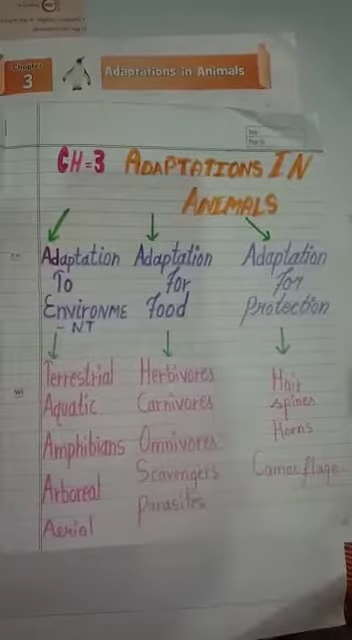 Chapter
3
Adaptations in Animals
CH=3 ADAPTATIONS IN
ANIMALS
Adaptation
To
ENVIRONME
- NT
Terrestrial
Aquatic
Amphibians
Arboreal
Aerial
Adaptation
For
Food
Herbivores
Carnivores
Omnivores
Scavengers
Parasites
Adaptation
For
Protection
Hair
spines
Horns
Camouflage